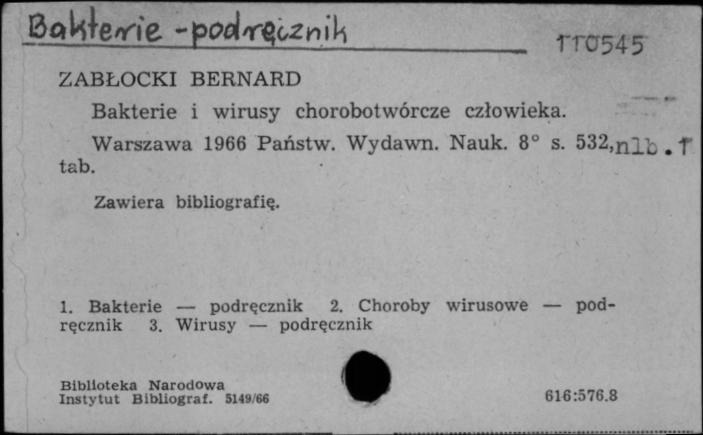 Bakterie - podręcznik
110545
ZABŁOCKI BERNARD
Bakterie i wirusy chorobotwórcze człowieka.
Warszawa 1966 Państw. Wydawn. Nauk. 8° s. 532, nlb. 1
tab.
Zawiera bibliografię.
1. Bakterie — podręcznik 2. Choroby wirusowe — pod-
ręcznik 3. Wirusy — podręcznik
Biblioteka Narodowa
Instytut Bibliograf. 5149/66
616:576.8